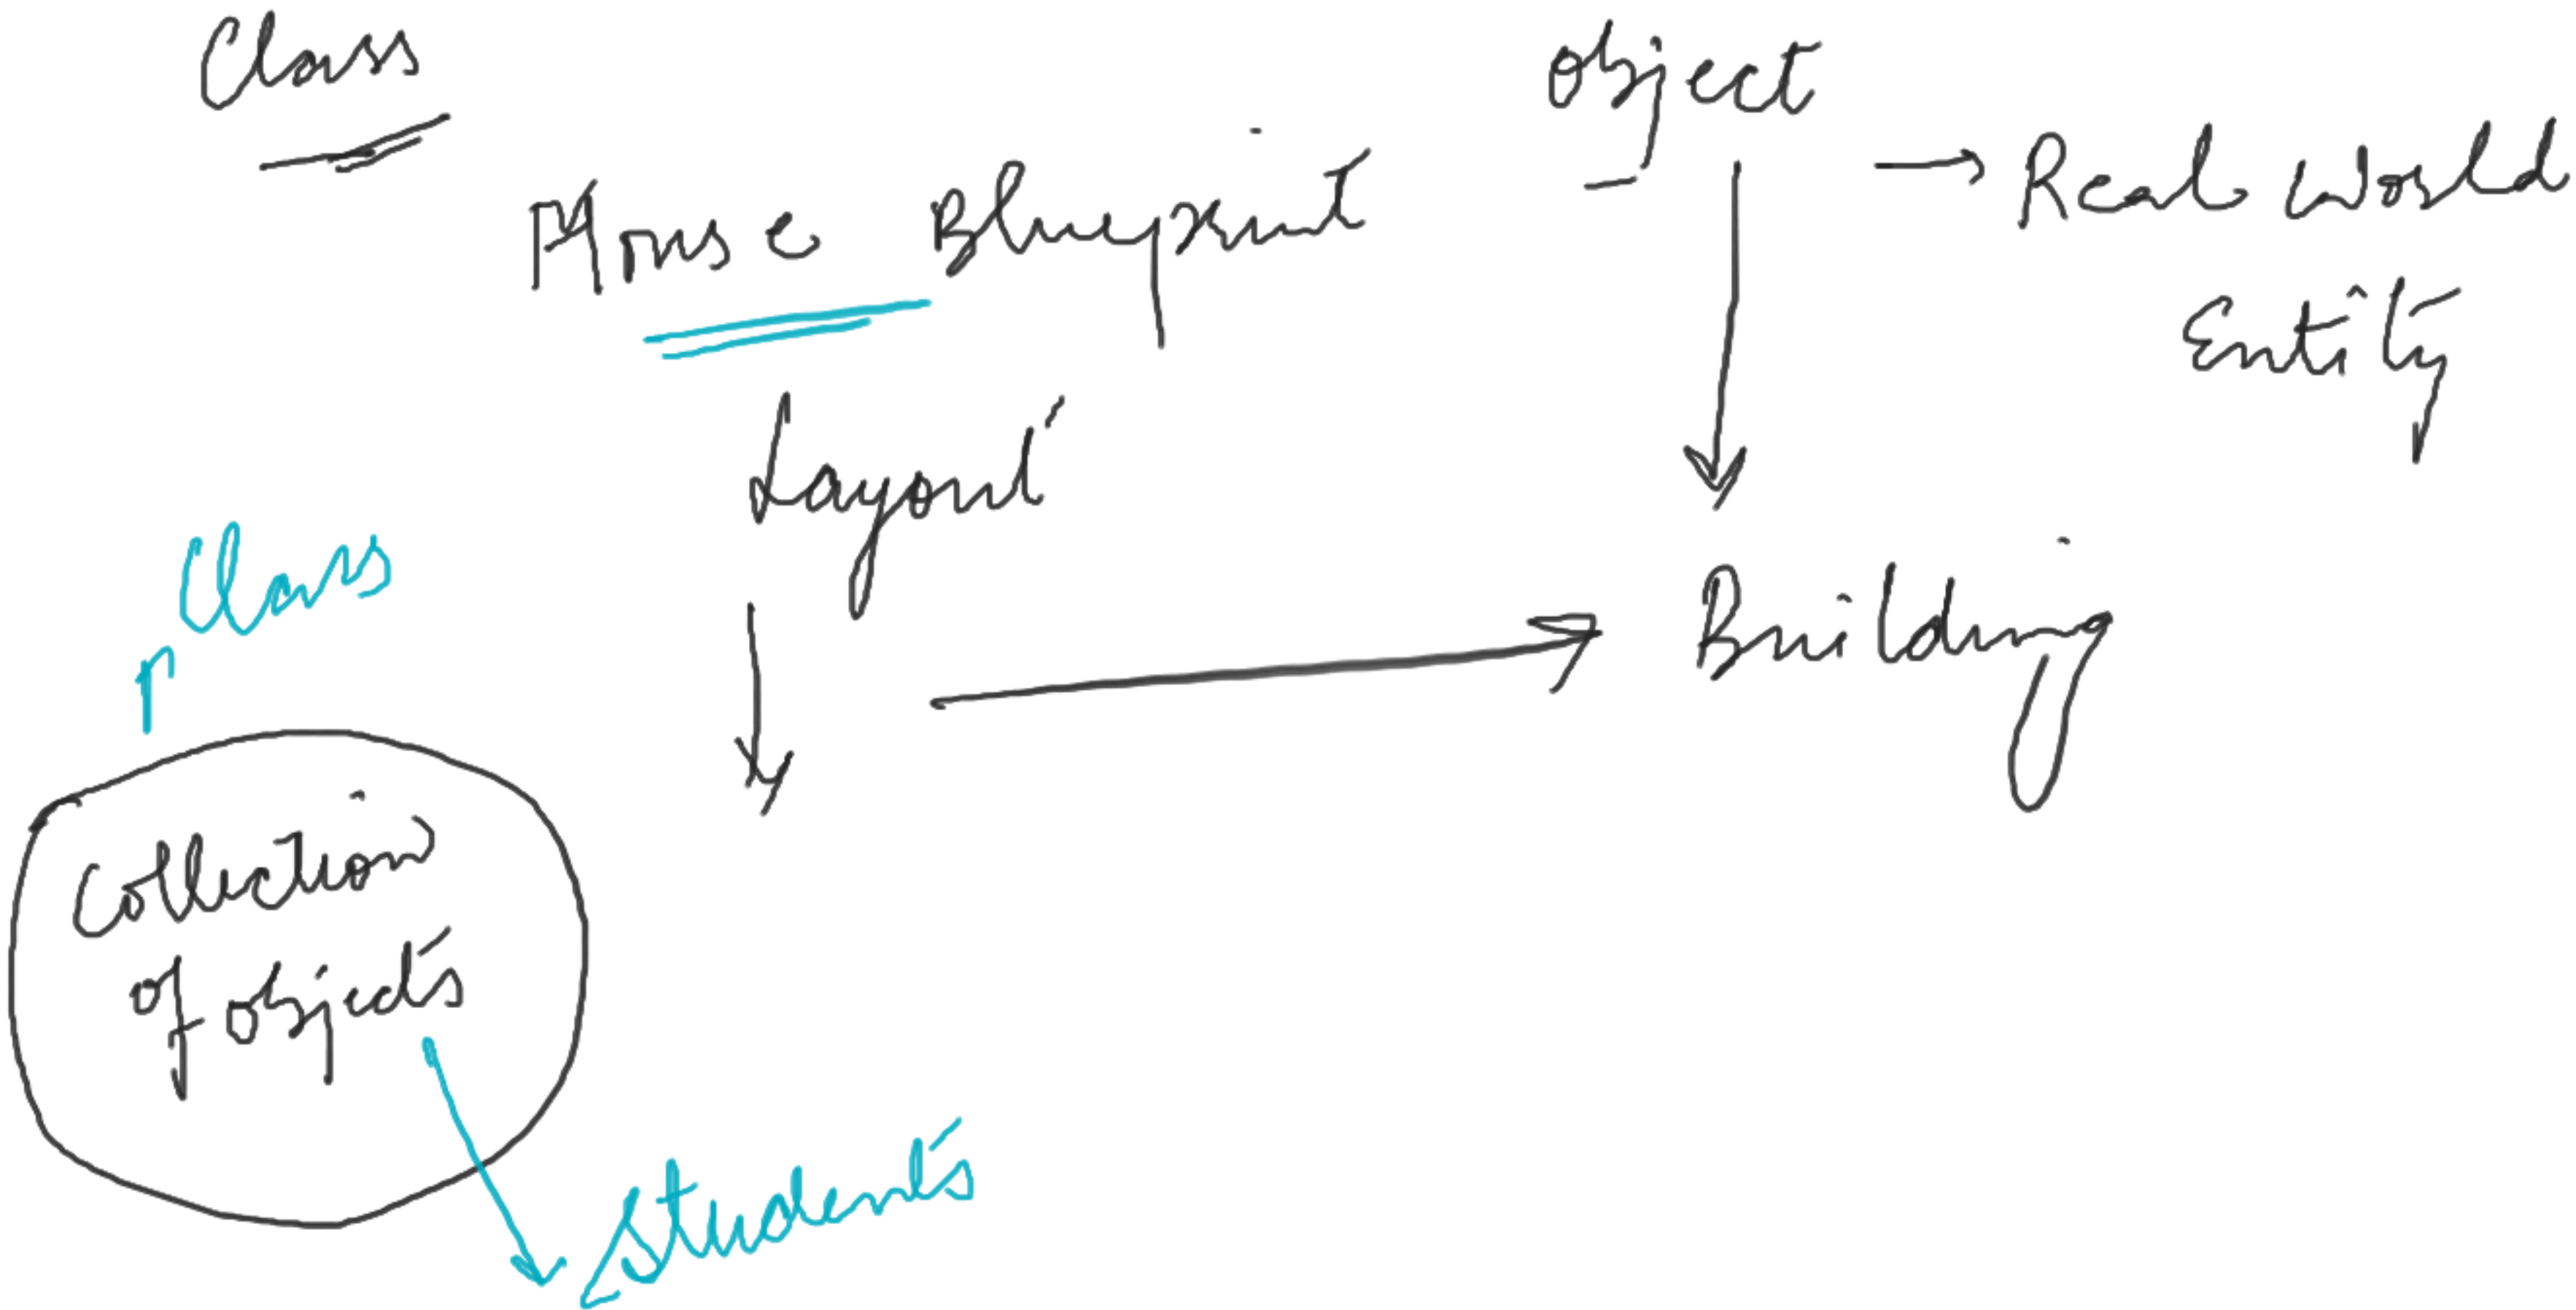 Class
object
House Blueprint
→ Real World
Entity
Layout
Class
Building
Collection
of objects
Students